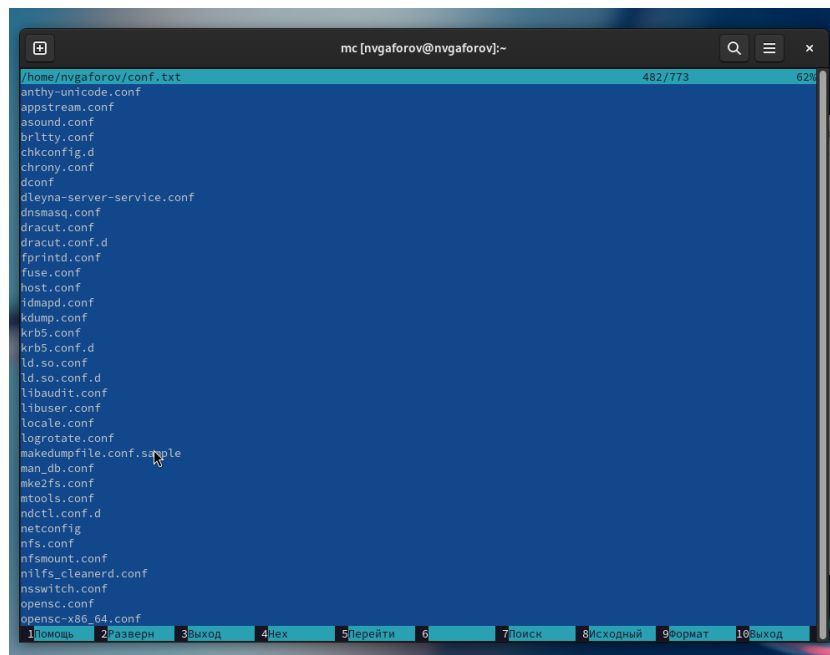 mc [nvgaforov@nvgaforov]:~
/home/nvgaforov/conf.txt 482/773 62%
anthy-unicode.conf
appstream.conf
asound.conf
brltty.conf
chkconfig.d
chrony.conf
dconf
dleyna-server-service.conf
dnsmasq.conf
dracut.conf
dracut.conf.d
fprintd.conf
fuse.conf
host.conf
idmapd.conf
kdump.conf
krb5.conf
krb5.conf.d
ld.so.conf
ld.so.conf.d
libaudit.conf
libuser.conf
locale.conf
logrotate.conf
makedumpfile.conf.sample
man_db.conf
mke2fs.conf
mtools.conf
ndctl.conf.d
netconfig
nfs.conf
nfsmount.conf
nilfs_cleanerd.conf
nsswitch.conf
opensc.conf
opensc-x86_64.conf
1Помощь 2Разверн 3Выход 4Hex 5Перейти 6 7Поиск 8Исходный 9Формат 10Выход